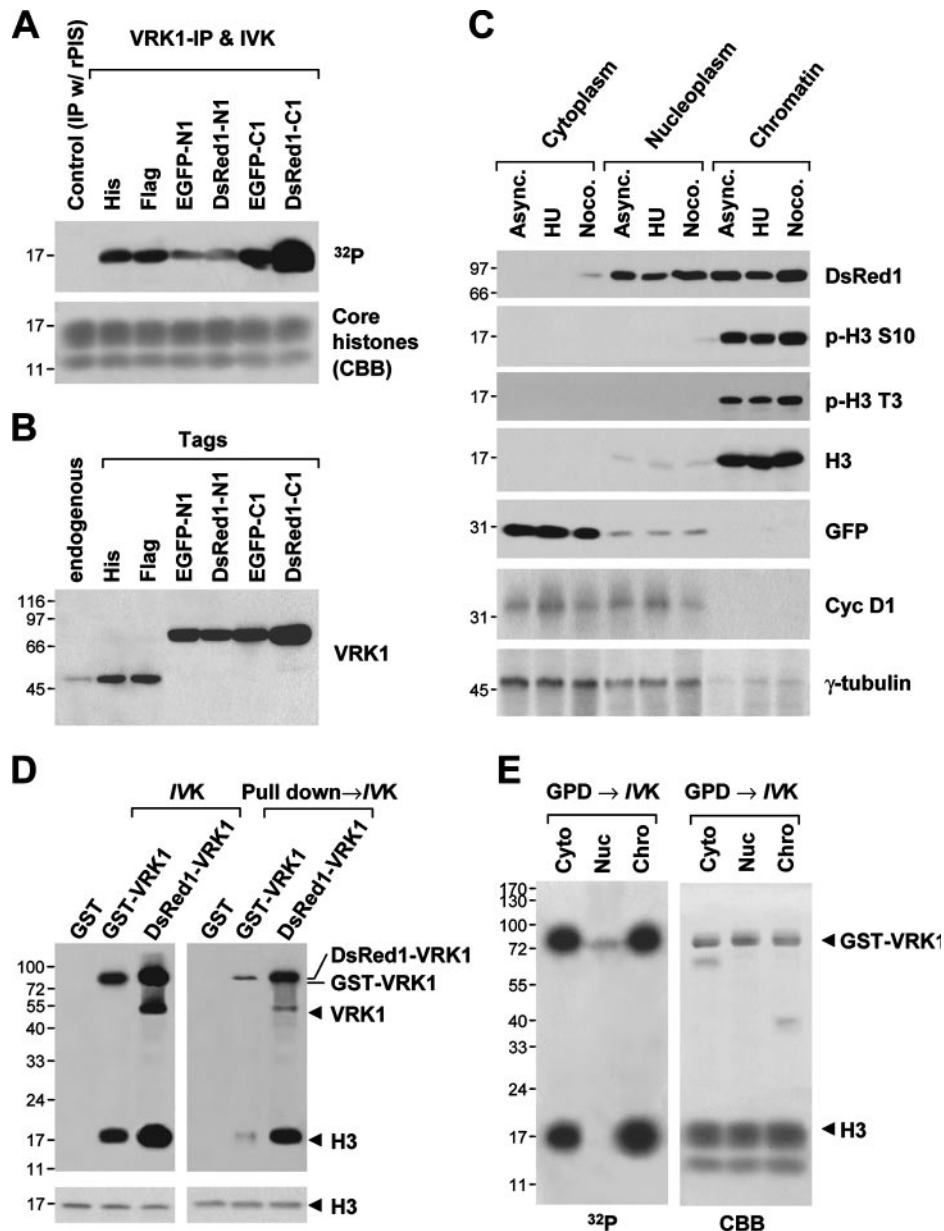 A
VRK1-IP & IVK
Control (IP w/ rPIS)
His
Flag
EGFP-N1
DsRed1-N1
EGFP-C1
DsRed1-C1
17
32P
17
11
Core
histones
(CBB)
B
Tags
endogenous
His
Flag
EGFP-N1
DsRed1-N1
EGFP-C1
DsRed1-C1
116
97
66
45
VRK1
C
Cytoplasm
Nucleoplasm
Chromatin
Async.
HU
Noco.
Async.
HU
Noco.
Async.
HU
Noco.
97
66
DsRed1
17
p-H3 S10
17
p-H3 T3
17
H3
31
GFP
31
Cyc D1
45
γ-tubulin
D
IVK
Pull down→IVK
GST
GST-VRK1
DsRed1-VRK1
GST
GST-VRK1
DsRed1-VRK1
100
72
55
40
33
24
17
11
DsRed1-VRK1
GST-VRK1
VRK1
H3
17
H3
E
GPD → IVK
GPD → IVK
Cyto
Nuc
Chro
Cyto
Nuc
Chro
170
130
100
72
55
40
33
24
17
11
GST-VRK1
H3
32P
CBB